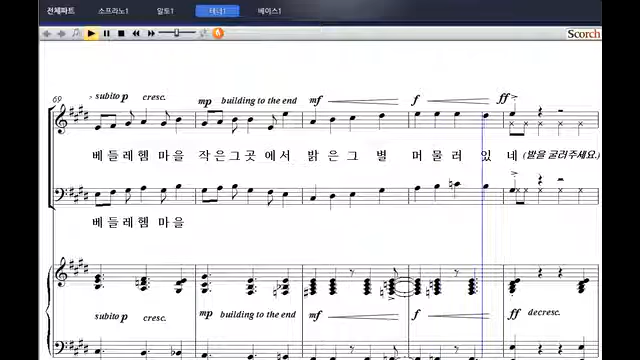 전체파트 소프라노1 알토1 테너1 베이스1
Scorch
69
subito p cresc. mp building to the end mf f ff
베 들 레 헴 마 을 작 은 그 곳 에 서 밝 은 그 별 머 물 러 있 네 (발을 굴러주세요.)
베 들 레 헴 마 을
subito p cresc. mp building to the end mf f ff decresc.